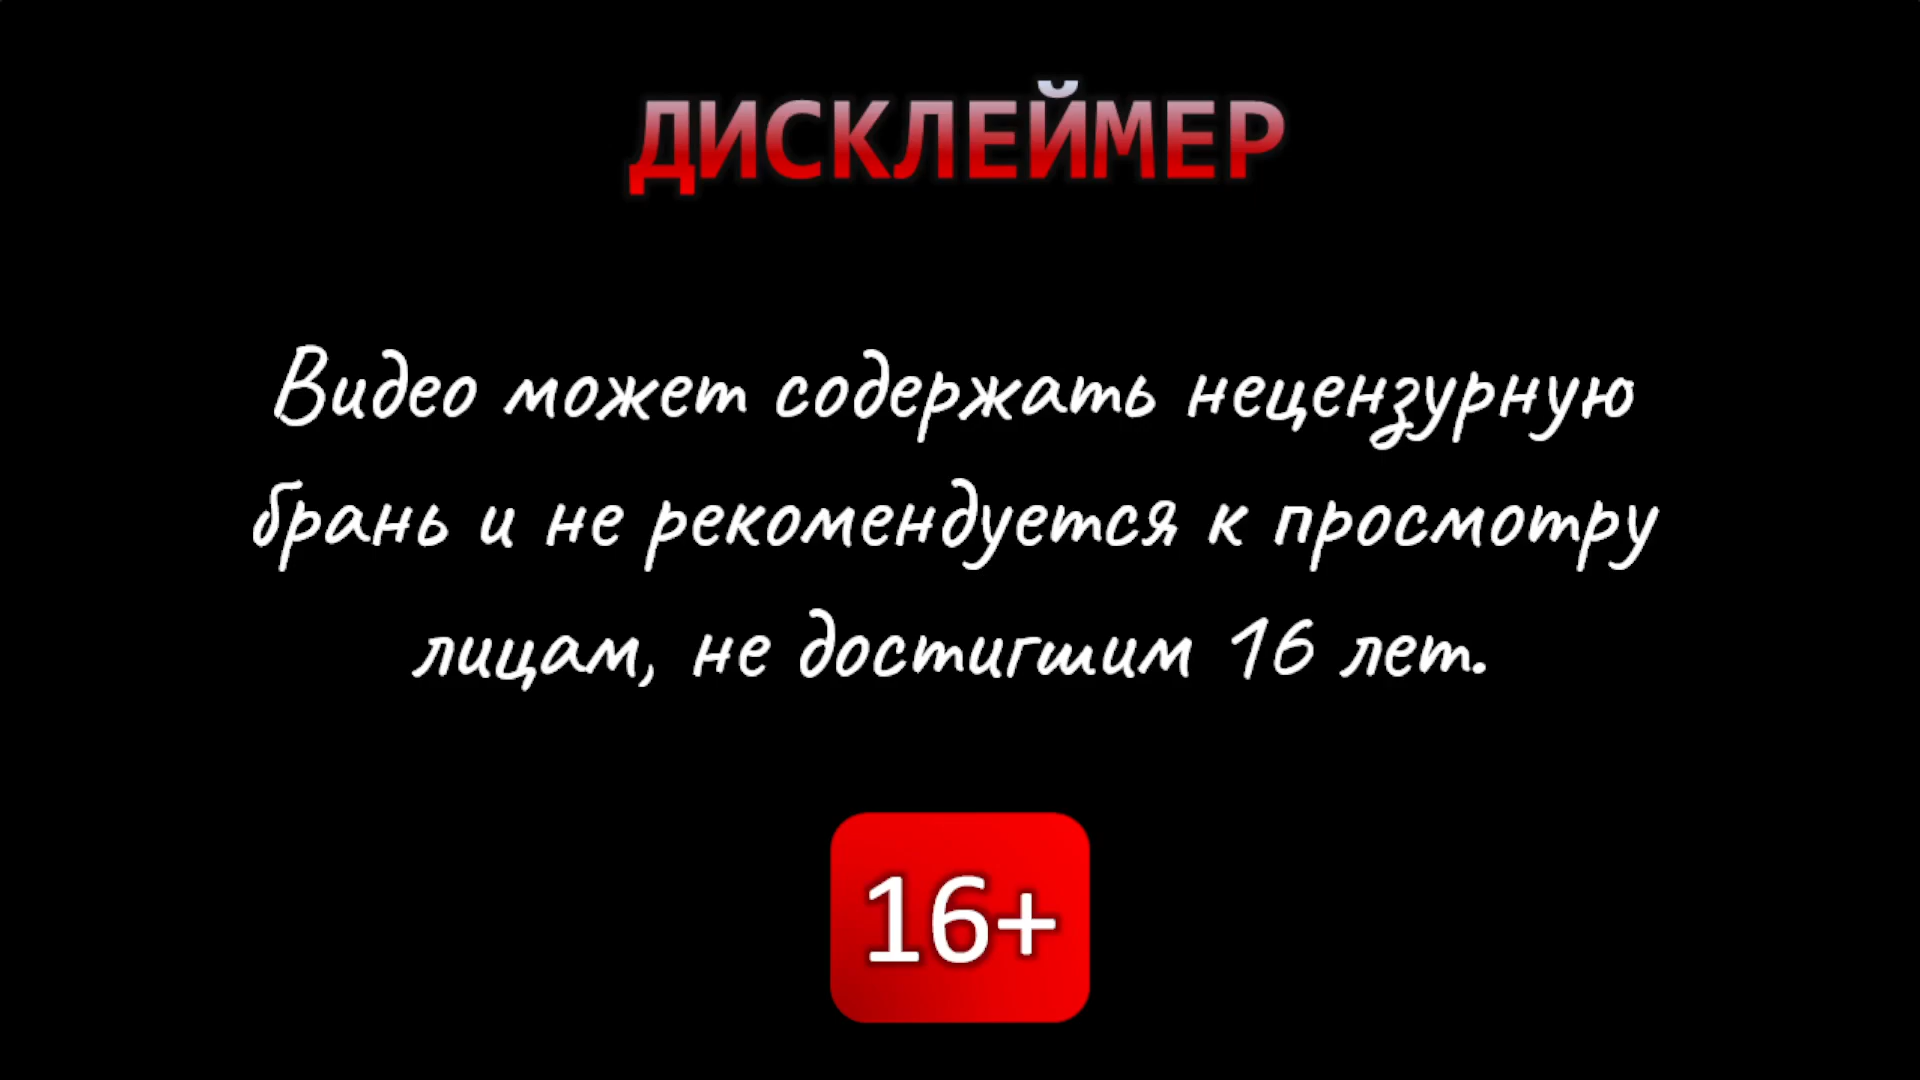 ДИСКЛЕЙМЕР
Видео может содержать нецензурную
брань и не рекомендуется к просмотру
лицам, не достигшим 16 лет.
16+